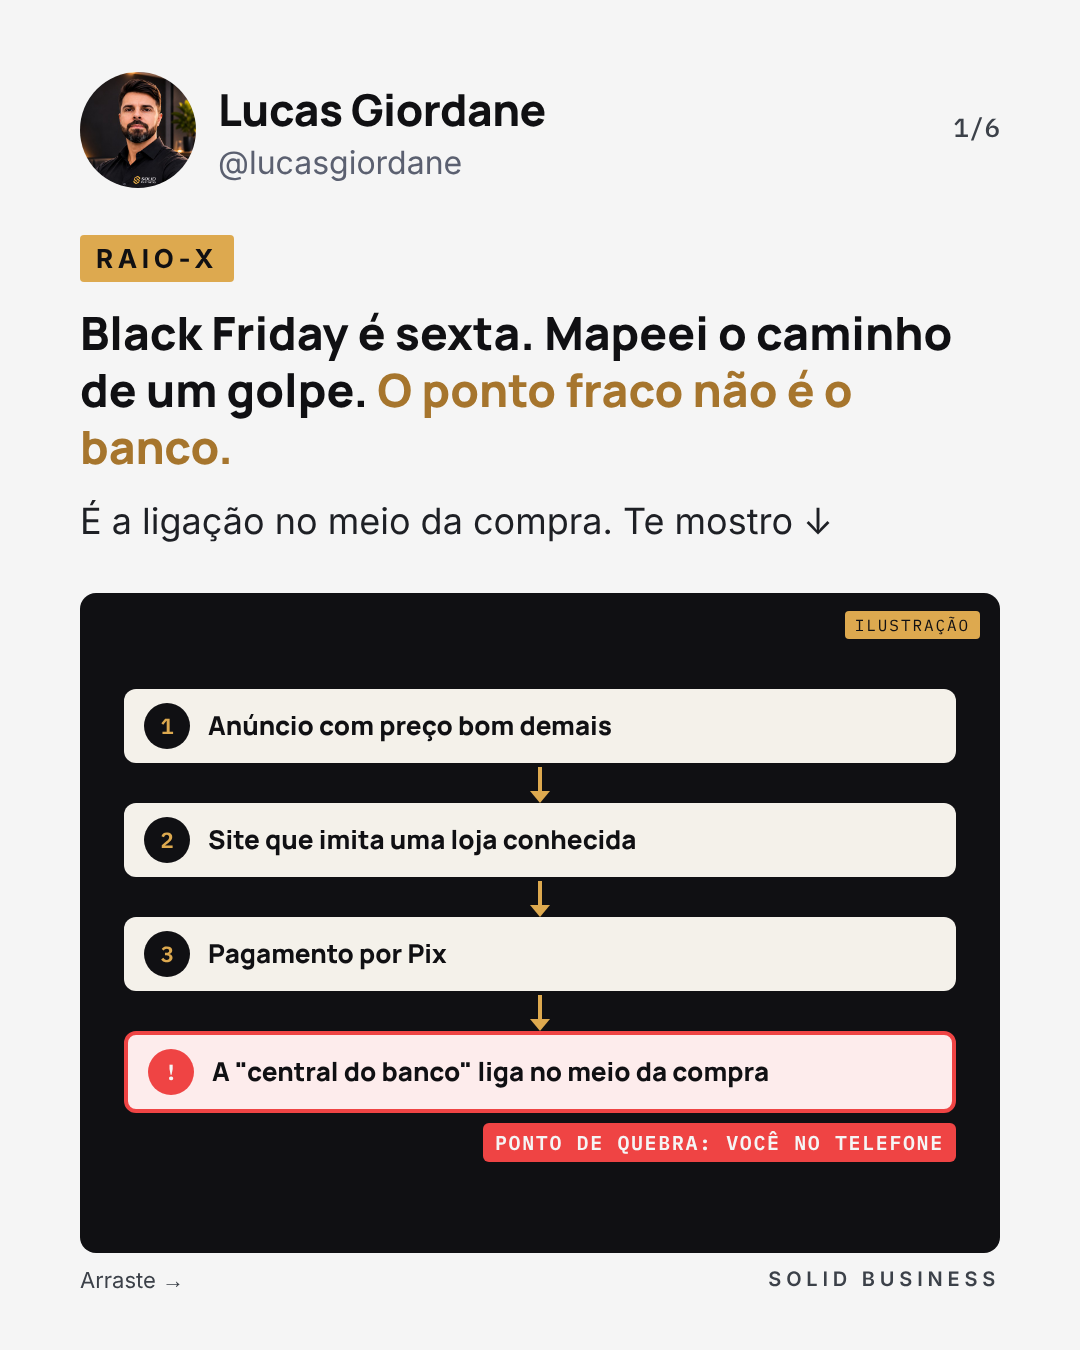 Lucas Giordane
@lucasgiordane
1/6
RAIO-X
Black Friday é sexta. Mapeei o caminho
de um golpe. O ponto fraco não é o
banco.
É a ligação no meio da compra. Te mostro ↓
ILUSTRAÇÃO
1 Anúncio com preço bom demais
2 Site que imita uma loja conhecida
3 Pagamento por Pix
! A "central do banco" liga no meio da compra
PONTO DE QUEBRA: VOCÊ NO TELEFONE
Arraste →
SOLID BUSINESS